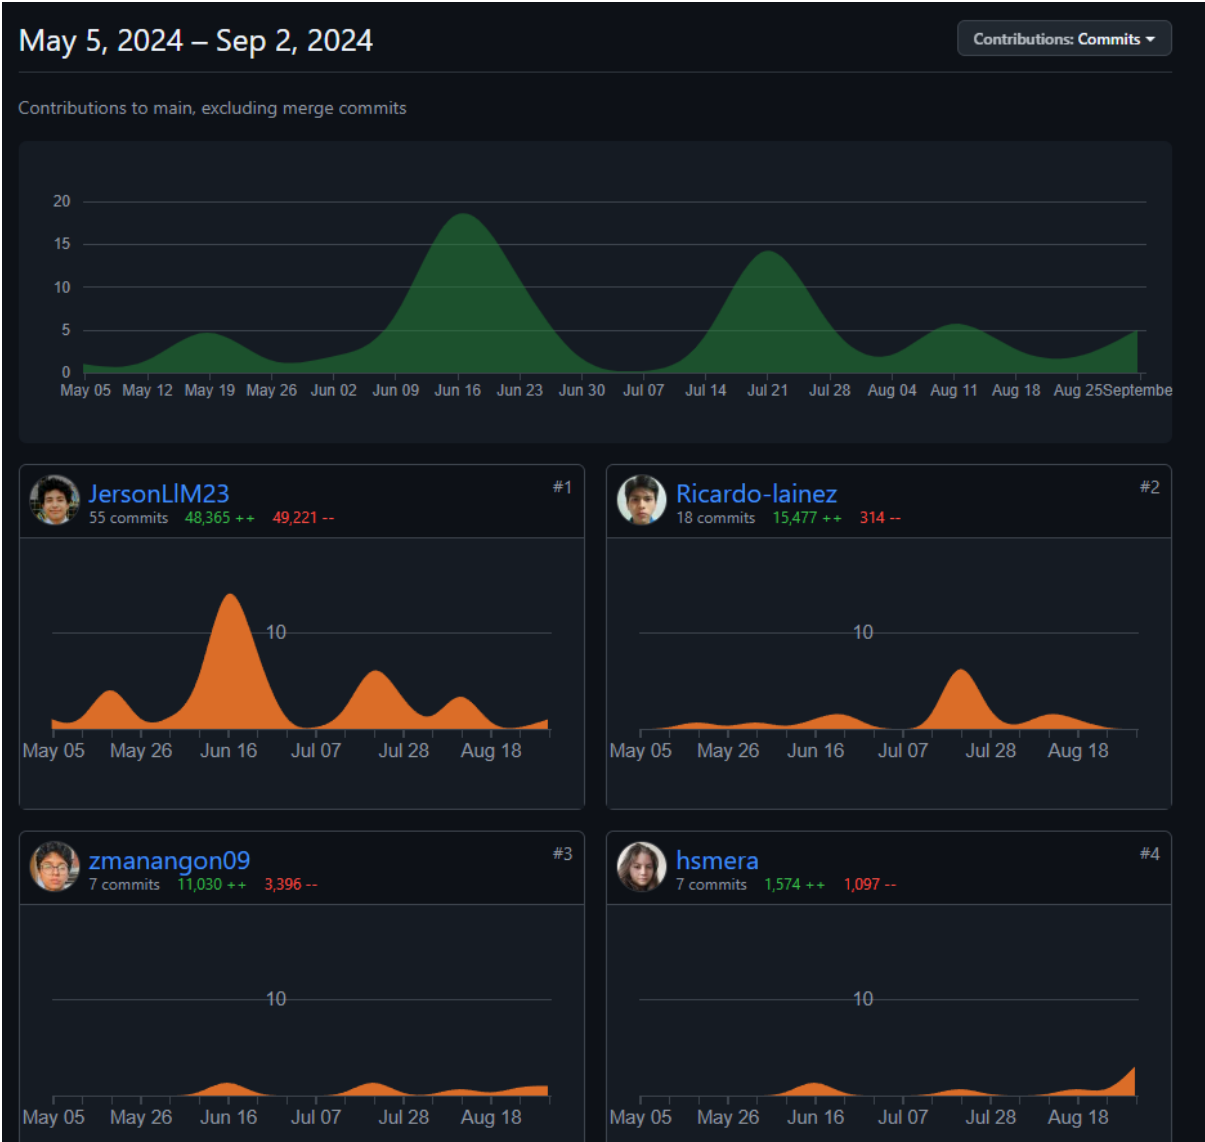 May 5, 2024 – Sep 2, 2024
Contributions: Commits
Contributions to main, excluding merge commits
20
15
10
5
0
May 05 May 12 May 19 May 26 Jun 02 Jun 09 Jun 16 Jun 23 Jun 30 Jul 07 Jul 14 Jul 21 Jul 28 Aug 04 Aug 11 Aug 18 Aug 25Septembe
JersonLlM23 #1
55 commits 48,365 ++ 49,221 --
10
May 05 May 26 Jun 16 Jul 07 Jul 28 Aug 18
Ricardo-lainez #2
18 commits 15,477 ++ 314 --
10
May 05 May 26 Jun 16 Jul 07 Jul 28 Aug 18
zmanangon09 #3
7 commits 11,030 ++ 3,396 --
10
May 05 May 26 Jun 16 Jul 07 Jul 28 Aug 18
hsmera #4
7 commits 1,574 ++ 1,097 --
10
May 05 May 26 Jun 16 Jul 07 Jul 28 Aug 18